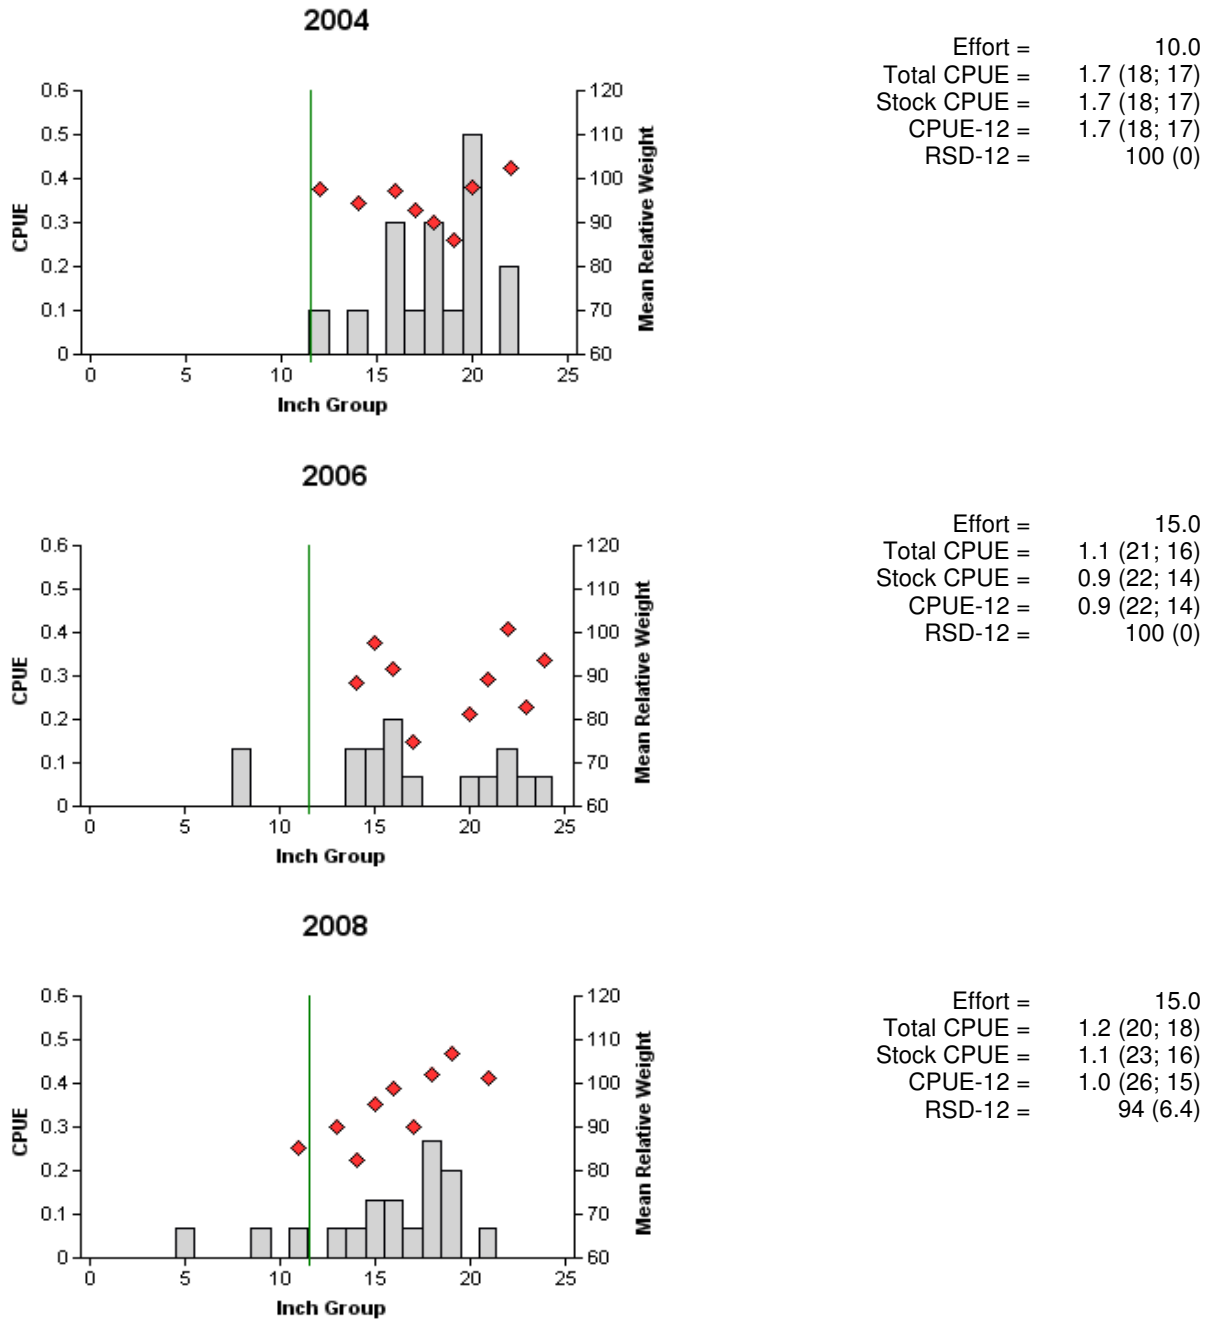 2004
Effort = 10.0
Total CPUE = 1.7 (18; 17)
Stock CPUE = 1.7 (18; 17)
CPUE-12 = 1.7 (18; 17)
RSD-12 = 100 (0)
0.6 120
0.5 110
0.4 100
0.3 90
0.2 80
0.1 70
0 60
CPUE
Mean Relative Weight
0 5 10 15 20 25
Inch Group
2006
Effort = 15.0
Total CPUE = 1.1 (21; 16)
Stock CPUE = 0.9 (22; 14)
CPUE-12 = 0.9 (22; 14)
RSD-12 = 100 (0)
0.6 120
0.5 110
0.4 100
0.3 90
0.2 80
0.1 70
0 60
CPUE
Mean Relative Weight
0 5 10 15 20 25
Inch Group
2008
Effort = 15.0
Total CPUE = 1.2 (20; 18)
Stock CPUE = 1.1 (23; 16)
CPUE-12 = 1.0 (26; 15)
RSD-12 = 94 (6.4)
0.6 120
0.5 110
0.4 100
0.3 90
0.2 80
0.1 70
0 60
CPUE
Mean Relative Weight
0 5 10 15 20 25
Inch Group